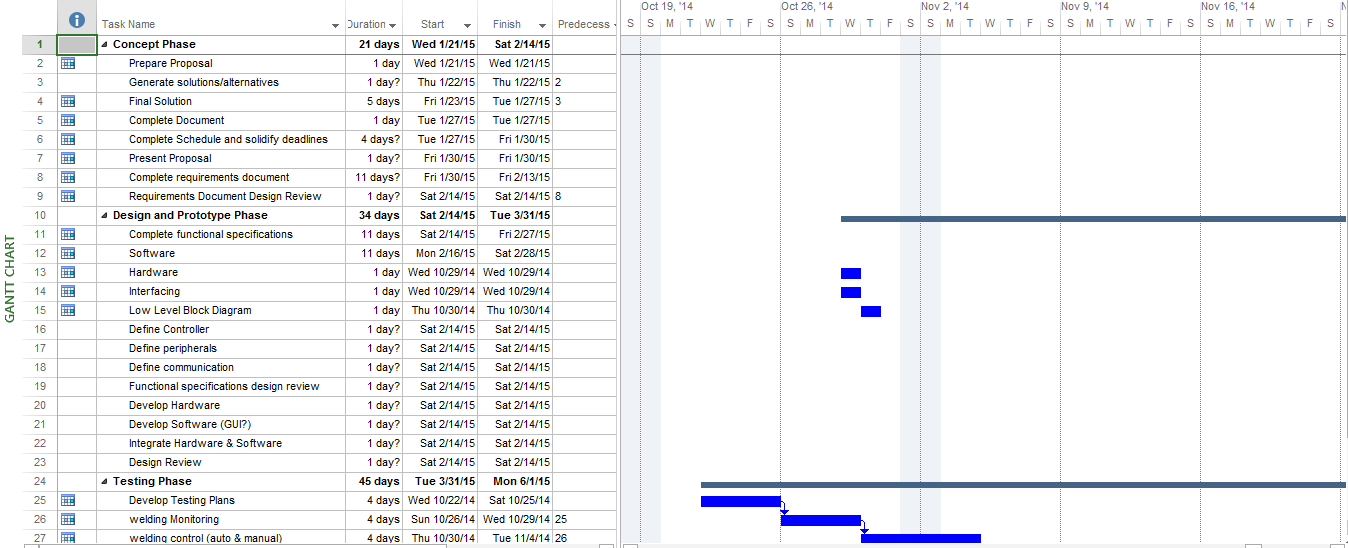 Oct 19, '14 Oct 26, '14 Nov 2, '14 Nov 9, '14 Nov 16, '14 N
Task Name Duration Start Finish Predecess
S S M T W T F S S M T W T F S S M T W T F S S M T W T F S S M T W T F S S
1 Concept Phase 21 days Wed 1/21/15 Sat 2/14/15
2 Prepare Proposal 1 day Wed 1/21/15 Wed 1/21/15
3 Generate solutions/alternatives 1 day? Thu 1/22/15 Thu 1/22/15 2
4 Final Solution 5 days Fri 1/23/15 Tue 1/27/15 3
5 Complete Document 1 day Tue 1/27/15 Tue 1/27/15
6 Complete Schedule and solidify deadlines 4 days? Tue 1/27/15 Fri 1/30/15
7 Present Proposal 1 day? Fri 1/30/15 Fri 1/30/15
8 Complete requirements document 11 days? Fri 1/30/15 Fri 2/13/15
9 Requirements Document Design Review 1 day? Sat 2/14/15 Sat 2/14/15 8
10 Design and Prototype Phase 34 days Sat 2/14/15 Tue 3/31/15
11 Complete functional specifications 11 days Sat 2/14/15 Fri 2/27/15
12 Software 11 days Mon 2/16/15 Sat 2/28/15
13 Hardware 1 day Wed 10/29/14 Wed 10/29/14
14 Interfacing 1 day Wed 10/29/14 Wed 10/29/14
15 Low Level Block Diagram 1 day Thu 10/30/14 Thu 10/30/14
16 Define Controller 1 day? Sat 2/14/15 Sat 2/14/15
17 Define peripherals 1 day? Sat 2/14/15 Sat 2/14/15
18 Define communication 1 day? Sat 2/14/15 Sat 2/14/15
19 Functional specifications design review 1 day? Sat 2/14/15 Sat 2/14/15
20 Develop Hardware 1 day? Sat 2/14/15 Sat 2/14/15
21 Develop Software (GUI?) 1 day? Sat 2/14/15 Sat 2/14/15
22 Integrate Hardware & Software 1 day? Sat 2/14/15 Sat 2/14/15
23 Design Review 1 day? Sat 2/14/15 Sat 2/14/15
24 Testing Phase 45 days Tue 3/31/15 Mon 6/1/15
25 Develop Testing Plans 4 days Wed 10/22/14 Sat 10/25/14
26 welding Monitoring 4 days Sun 10/26/14 Wed 10/29/14 25
27 welding control (auto & manual) 4 days Thu 10/30/14 Tue 11/4/14 26
GANTT CHART